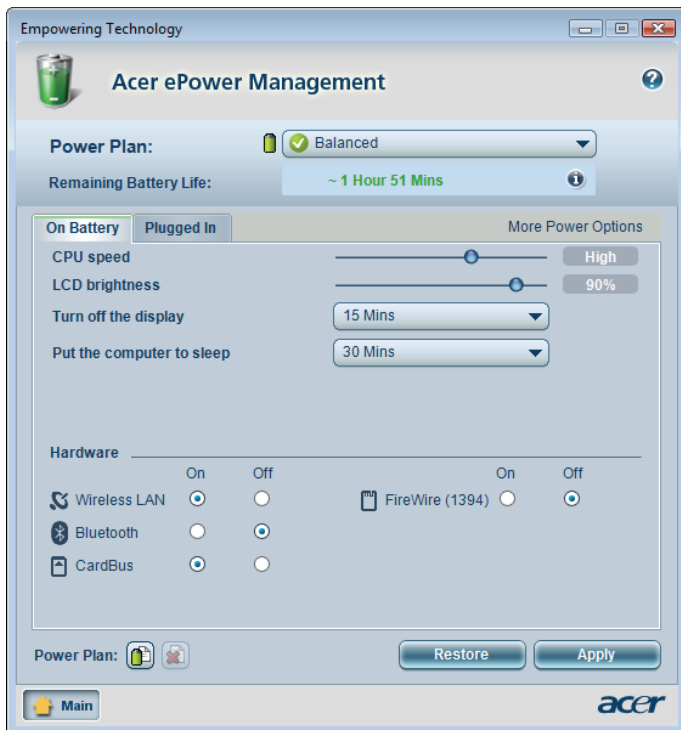 Empowering Technology
Acer ePower Management
Power Plan: Balanced
Remaining Battery Life: ~ 1 Hour 51 Mins
On Battery Plugged In More Power Options
CPU speed High
LCD brightness 90%
Turn off the display 15 Mins
Put the computer to sleep 30 Mins
Hardware
On Off On Off
Wireless LAN FireWire (1394)
Bluetooth
CardBus
Power Plan: Restore Apply
Main acer